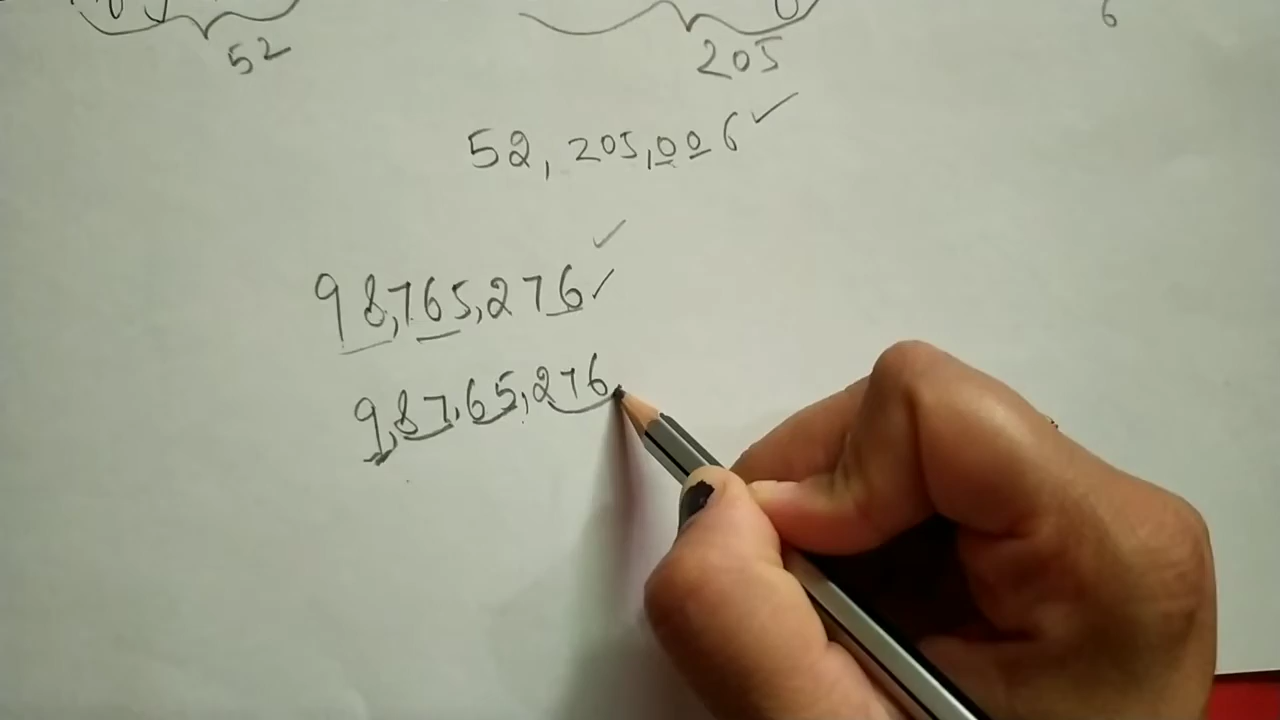 52 205 6
52,205,006 ✓
98,765,276 ✓
9,87,65,276